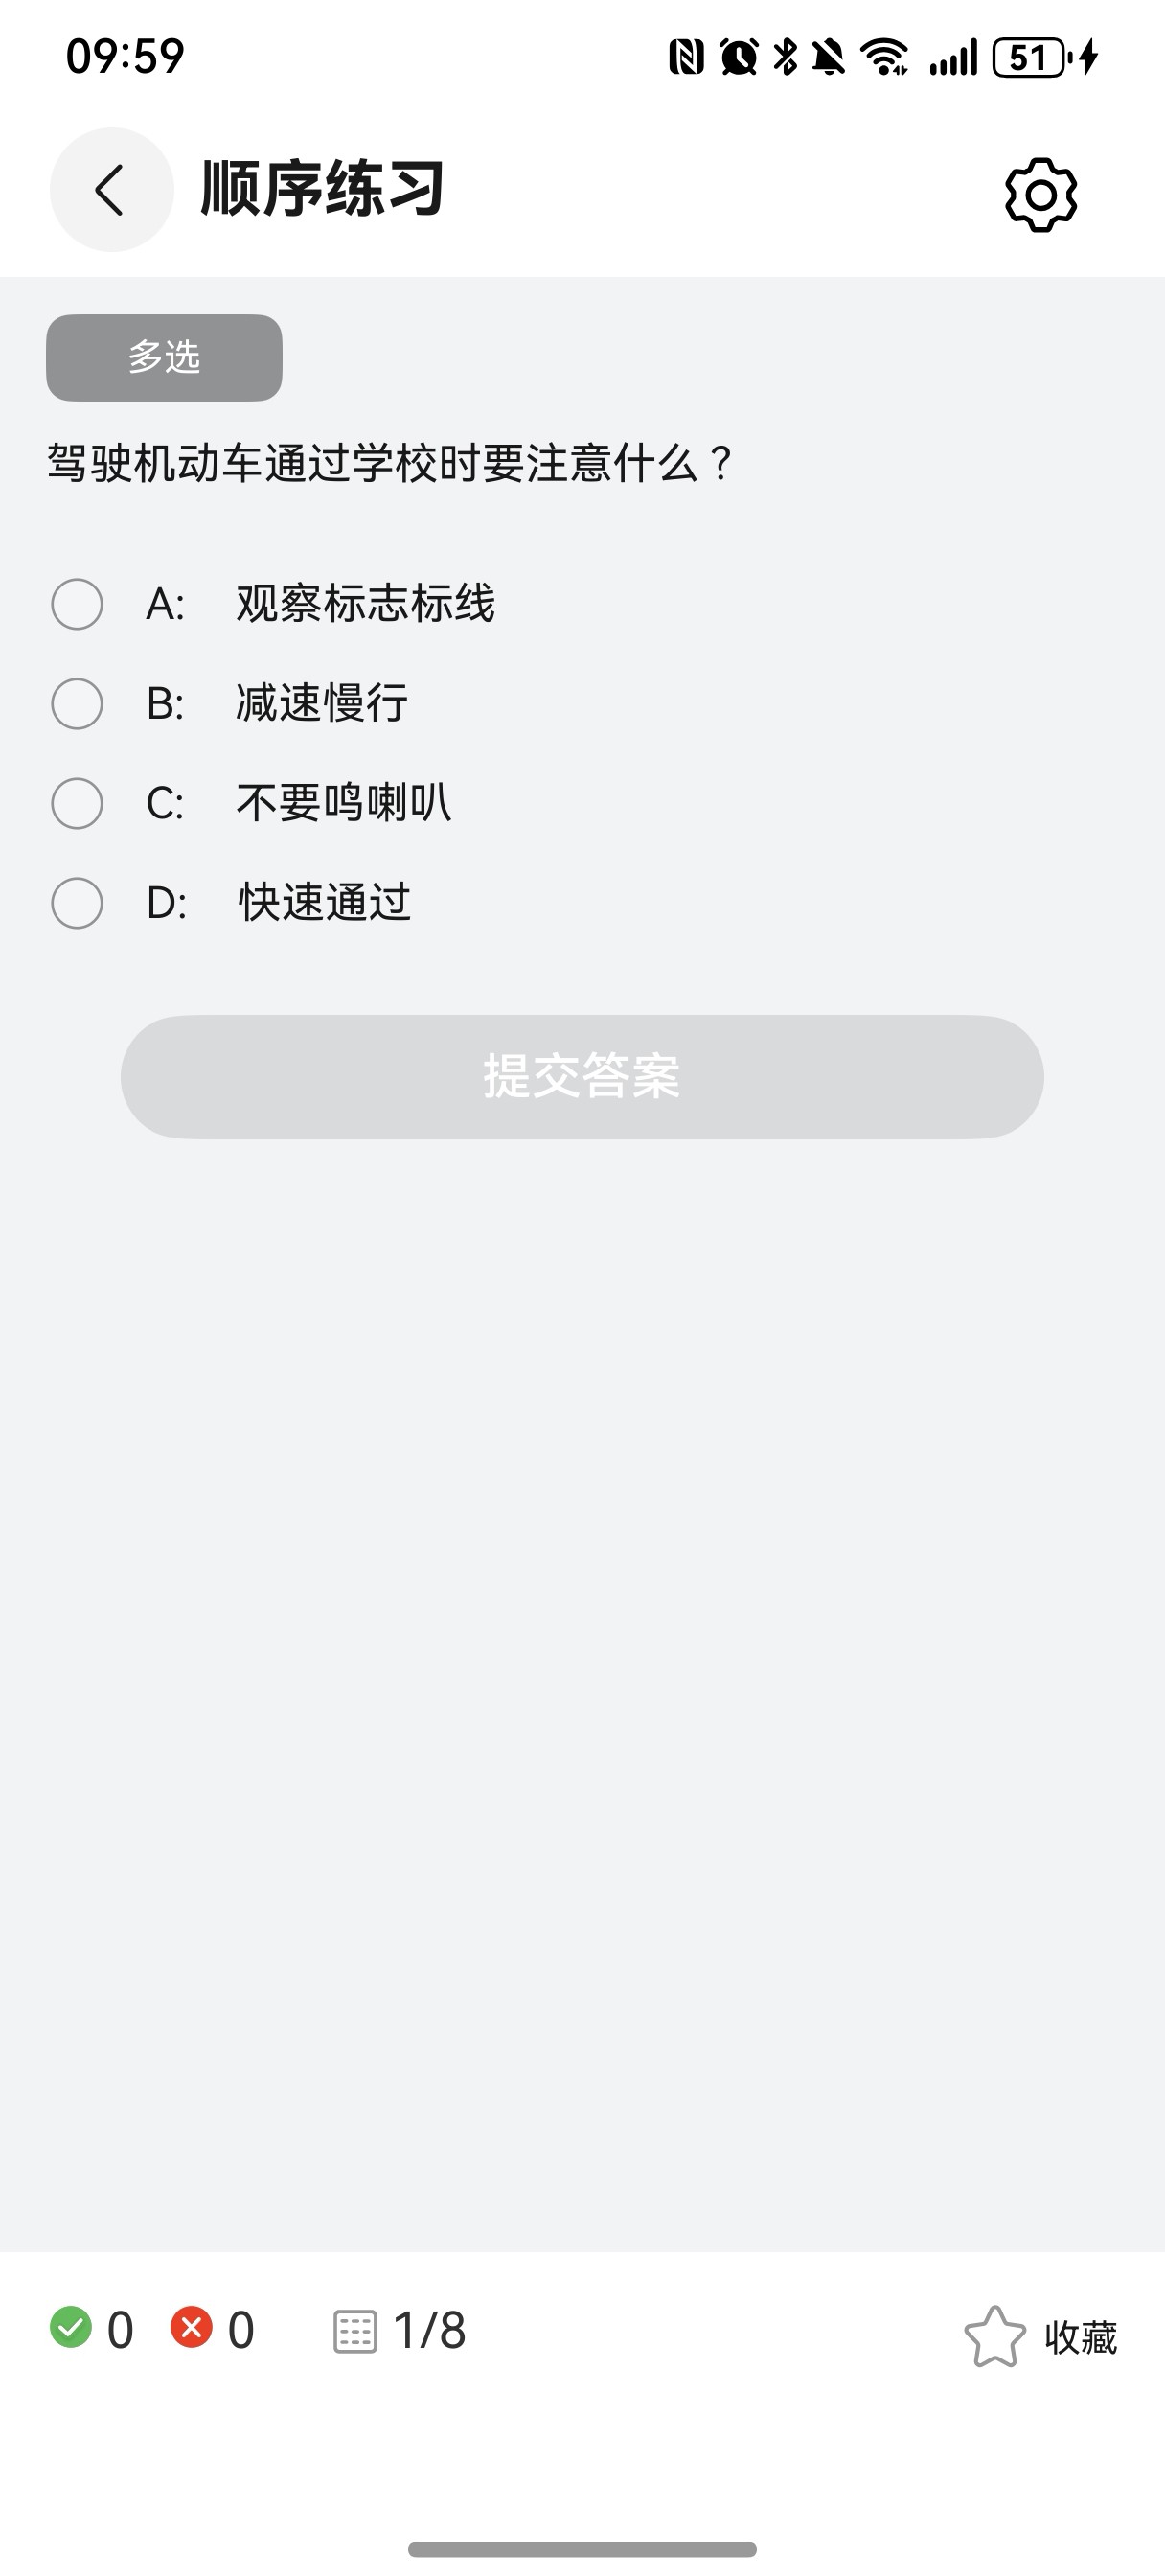 09:59
51
顺序练习
多选
驾驶机动车通过学校时要注意什么？
A: 观察标志标线
B: 减速慢行
C: 不要鸣喇叭
D: 快速通过
提交答案
0 0 1/8 收藏